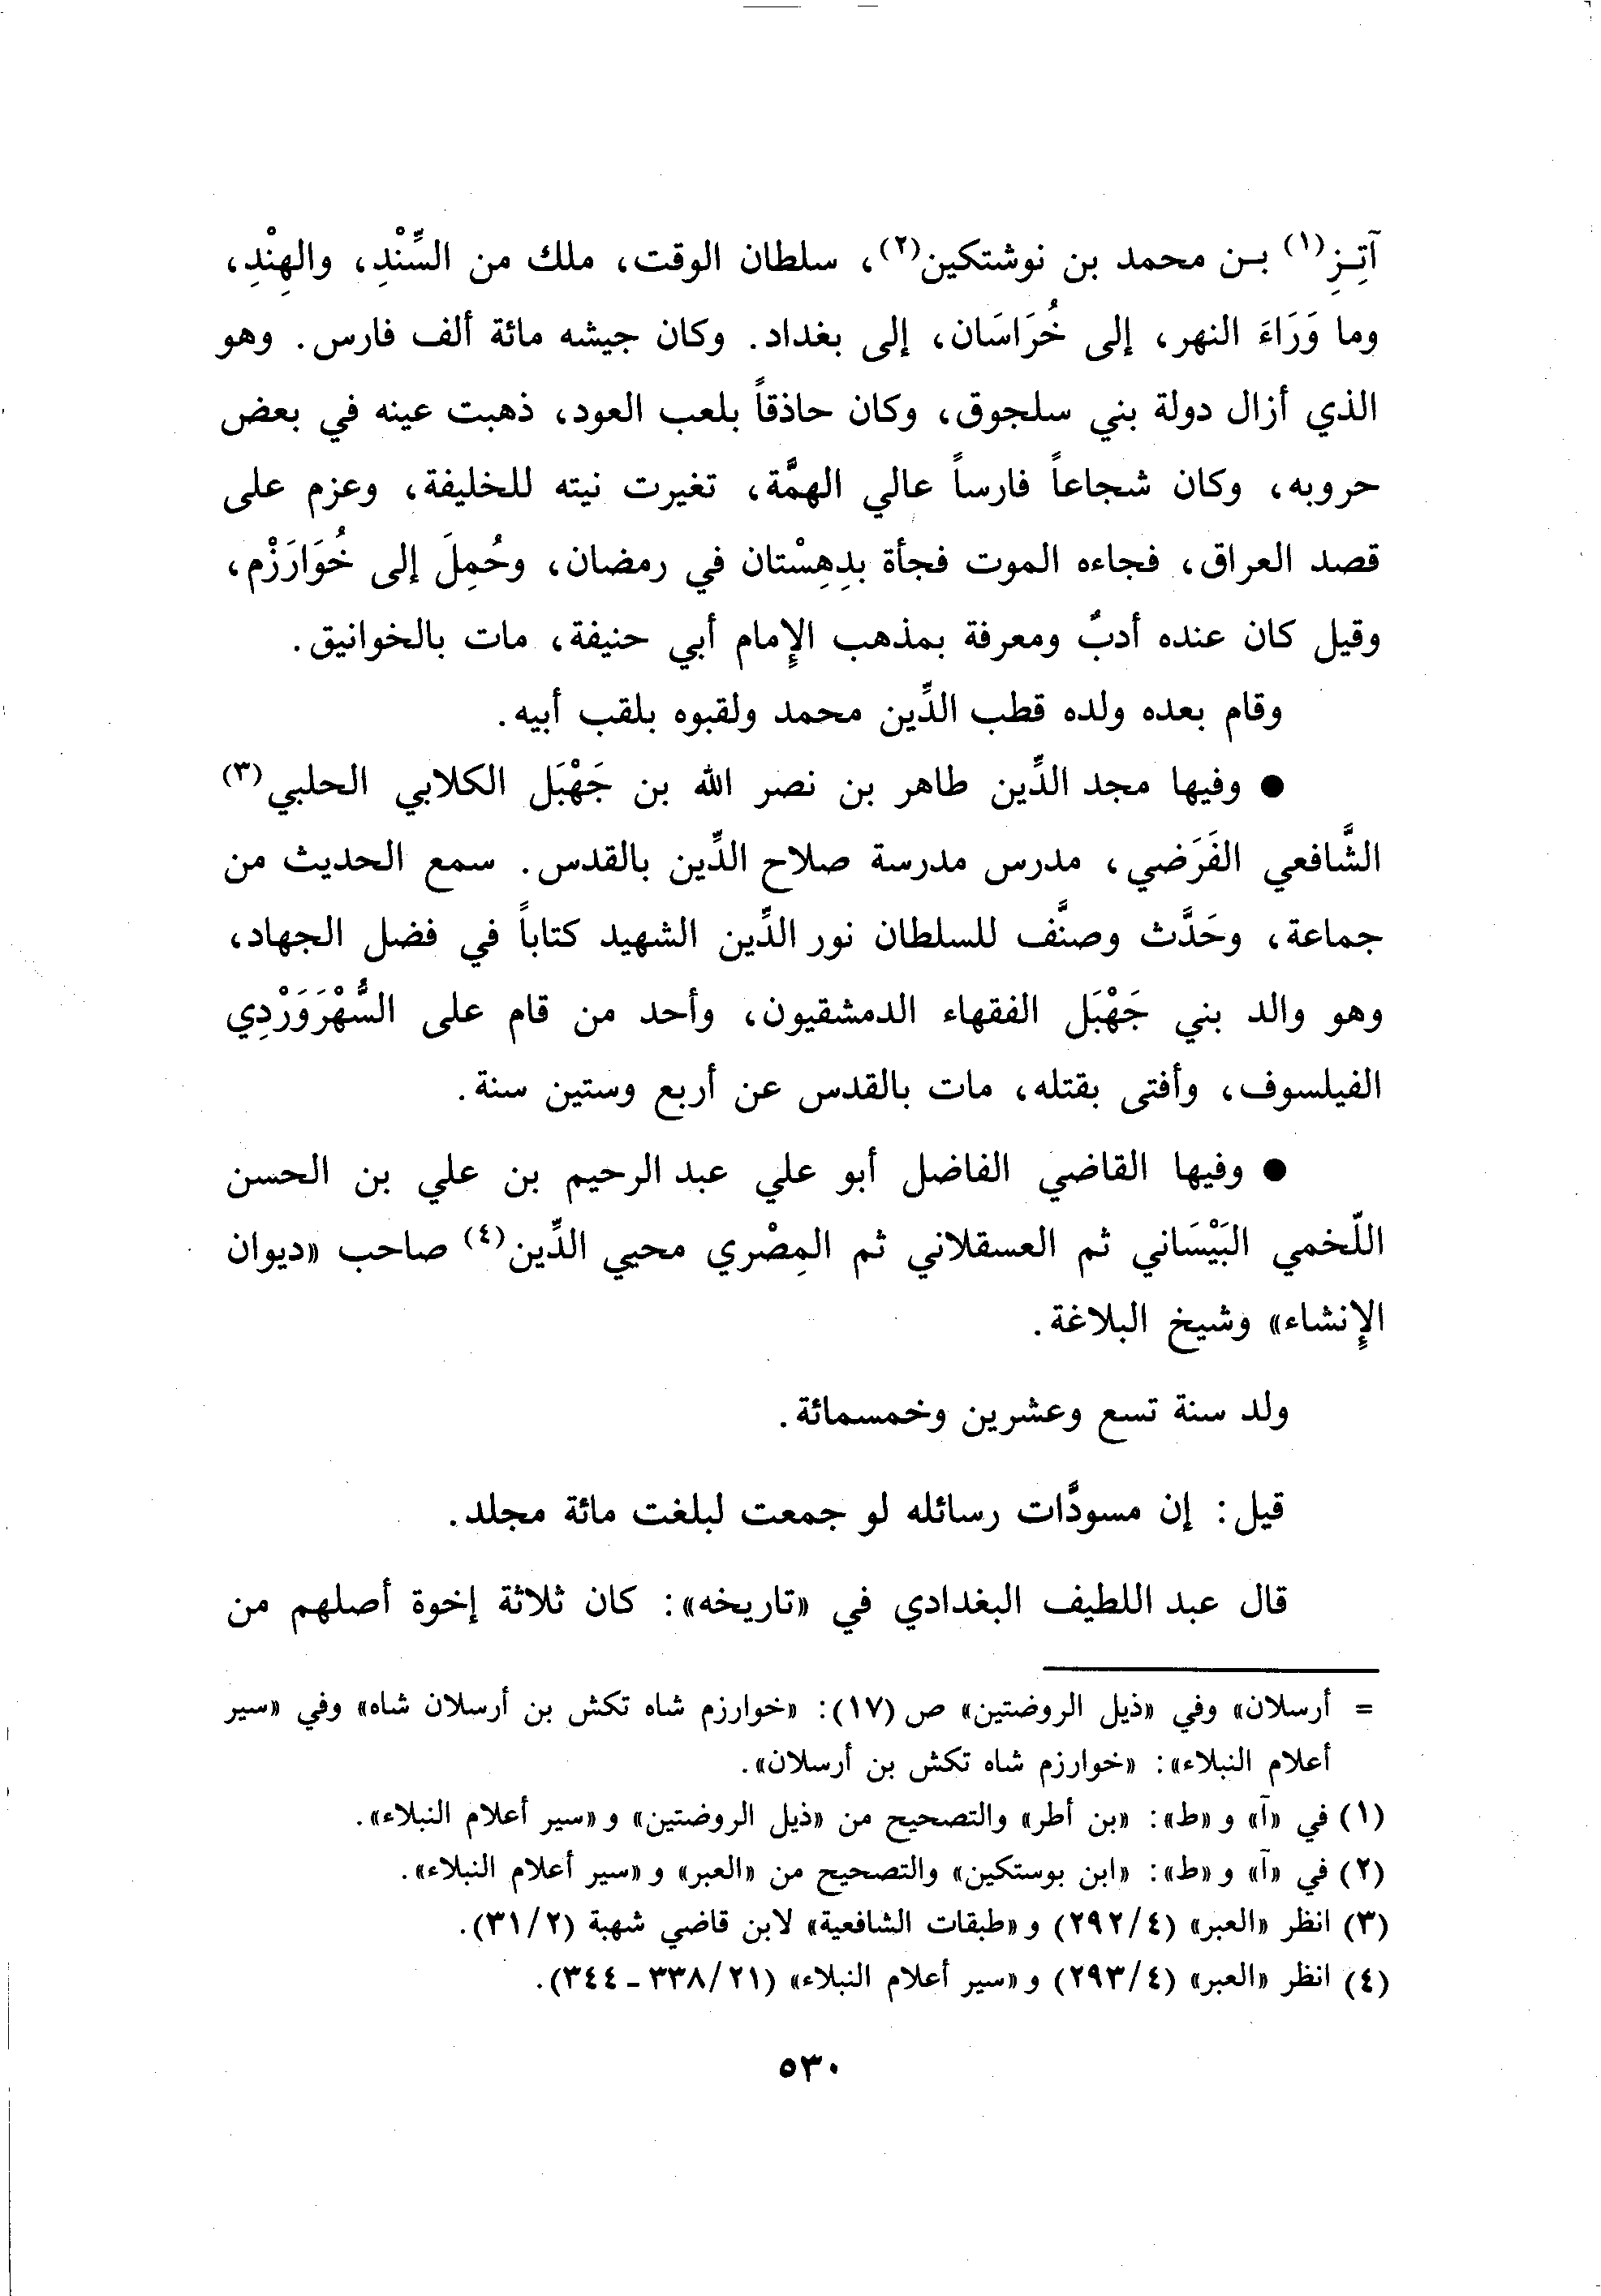 آتِـزِ(١) بـن محمد بن نوشتكين(٢)، سلطان الوقت، ملك من السِّنْدِ، والهِنْدِ،
وما وَرَاءَ النهر، إلى خُرَاسَان، إلى بغداد. وكان جيشه مائة ألف فارس. وهو
الذي أزال دولة بني سلجوق، وكان حاذقاً بلعب العود، ذهبت عينه في بعض
حروبه، وكان شجاعاً فارساً عالي الهمَّة، تغيرت نيته للخليفة، وعزم على
قصد العراق، فجاءه الموت فجأة بدِهِسْتان في رمضان، وحُمِلَ إلى خُوَارَزْم،
وقيل كان عنده أدبٌ ومعرفة بمذهب الإِمام أبي حنيفة، مات بالخوانيق.
وقام بعده ولده قطب الدِّين محمد ولقبوه بلقب أبيه.
● وفيها مجد الدِّين طاهر بن نصر الله بن جَهْبَل الكلابي الحلبي(٣)
الشَّافعي الفَرَضي، مدرس مدرسة صلاح الدِّين بالقدس. سمع الحديث من
جماعة، وحَدَّث وصنَّف للسلطان نور الدِّين الشهيد كتاباً في فضل الجهاد،
وهو والد بني جَهْبَل الفقهاء الدمشقيون، وأحد من قام على السُّهْرَوَرْدِي
الفيلسوف، وأفتى بقتله، مات بالقدس عن أربع وستين سنة.
● وفيها القاضي الفاضل أبو علي عبد الرحيم بن علي بن الحسن
اللّخمي البَيْسَاني ثم العسقلاني ثم المِصْري محيي الدِّين(٤) صاحب «ديوان
الإِنشاء» وشيخ البلاغة.
ولد سنة تسع وعشرين وخمسمائة.
قيل: إن مسودَّات رسائله لو جمعت لبلغت مائة مجلد.
قال عبد اللطيف البغدادي في «تاريخه»: كان ثلاثة إخوة أصلهم من
= أرسلان» وفي «ذيل الروضتين» ص (١٧): «خوارزم شاه تكش بن أرسلان شاه» وفي «سير
أعلام النبلاء»: «خوارزم شاه تكش بن أرسلان».
(١) في «آ» و «ط»: «بن أطر» والتصحيح من «ذيل الروضتين» و «سير أعلام النبلاء».
(٢) في «آ» و «ط»: «ابن بوستكين» والتصحيح من «العبر» و «سير أعلام النبلاء».
(٣) انظر «العبر» (٢٩٢/٤) و «طبقات الشافعية» لابن قاضي شهبة (٣١/٢).
(٤) انظر «العبر» (٢٩٣/٤) و «سير أعلام النبلاء» (٣٣٨/٢١ - ٣٤٤).
٥٣٠